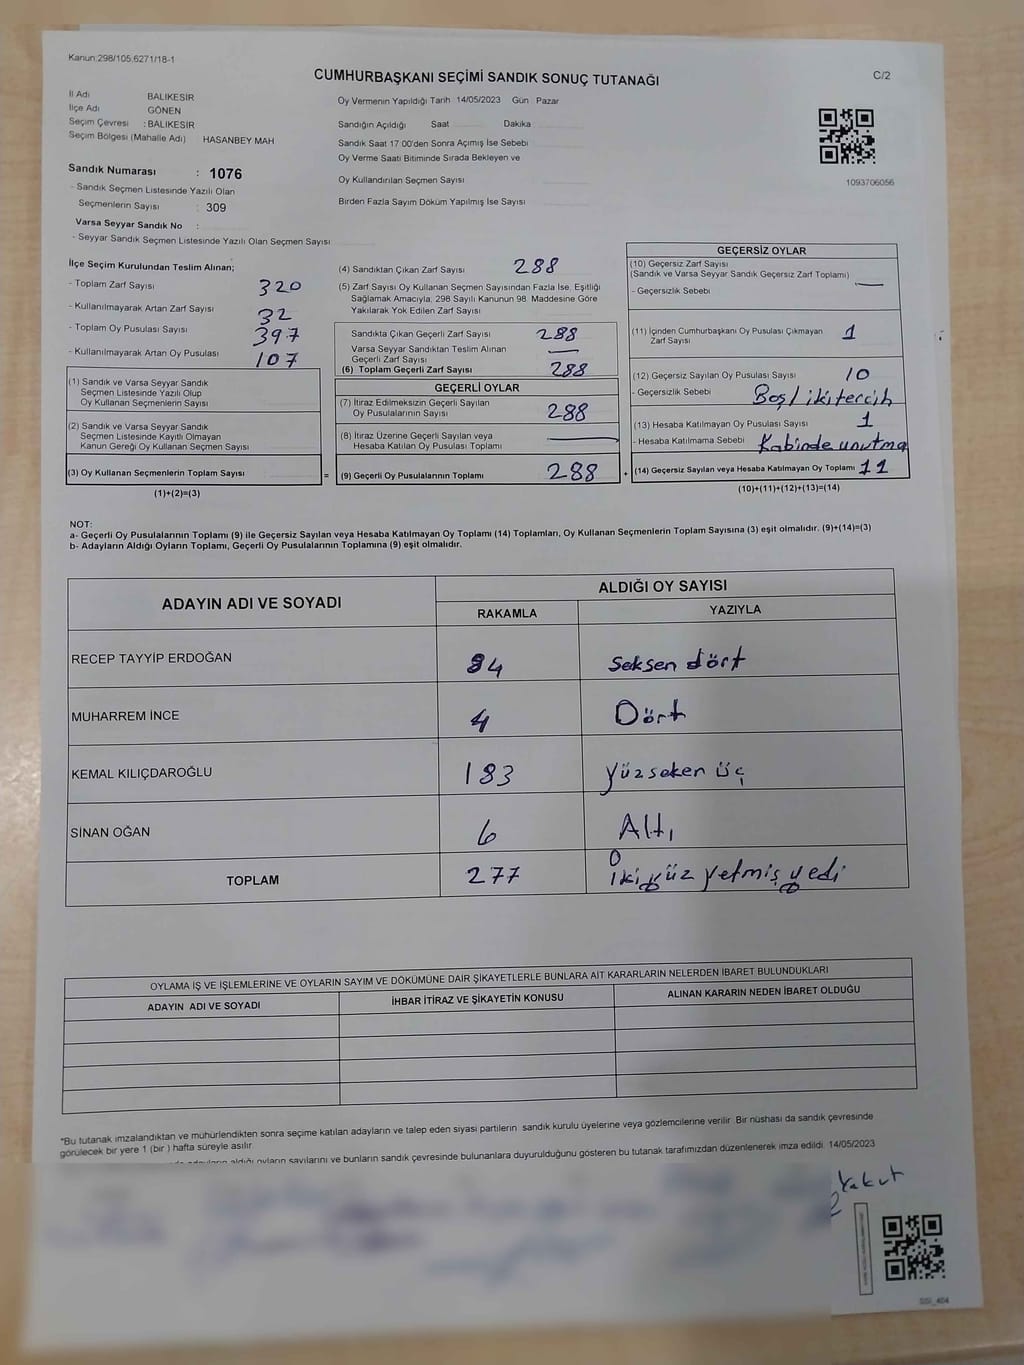 Kanun:298/105,6271/18-1
CUMHURBAŞKANI SEÇİMİ SANDIK SONUÇ TUTANAĞI
C/2
İl Adı BALIKESİR
İlçe Adı GÖNEN
Seçim Çevresi : BALIKESİR
Seçim Bölgesi (Mahalle Adı) HASANBEY MAH
Oy Vermenin Yapıldığı Tarih 14/05/2023 Gün Pazar
Sandığın Açıldığı Saat Dakika
Sandık Saat 17 00'den Sonra Açımış İse Sebebi
Oy Verme Saati Bitiminde Sırada Bekleyen ve
Oy Kullandırılan Seçmen Sayısı
Birden Fazla Sayım Döküm Yapılmış İse Sayısı
1093706056
Sandık Numarası : 1076
- Sandık Seçmen Listesinde Yazılı Olan
Seçmenlerin Sayısı : 309
Varsa Seyyar Sandık No :
- Seyyar Sandık Seçmen Listesinde Yazılı Olan Seçmen Sayısı
İlçe Seçim Kurulundan Teslim Alınan;
- Toplam Zarf Sayısı 320
- Kullanılmayarak Artan Zarf Sayısı 32
- Toplam Oy Pusulası Sayısı 397
- Kullanılmayarak Artan Oy Pusulası 107
(1) Sandık ve Varsa Seyyar Sandık
Seçmen Listesinde Yazılı Olup
Oy Kullanan Seçmenlerin Sayısı
(2) Sandık ve Varsa Seyyar Sandık
Seçmen Listesinde Kayıtlı Olmayan
Kanun Gereği Oy Kullanan Seçmen Sayısı
(3) Oy Kullanan Seçmenlerin Toplam Sayısı =
(1)+(2)=(3)
(4) Sandıktan Çıkan Zarf Sayısı 288
(5) Zarf Sayısı Oy Kullanan Seçmen Sayısından Fazla İse, Eşitliği
Sağlamak Amacıyla, 298 Sayılı Kanunun 98. Maddesine Göre
Yakılarak Yok Edilen Zarf Sayısı
Sandıkta Çıkan Geçerli Zarf Sayısı 288
Varsa Seyyar Sandıktan Teslim Alınan
Geçerli Zarf Sayısı —
(6) Toplam Geçerli Zarf Sayısı 288
GEÇERLİ OYLAR
(7) İtiraz Edilmeksizin Geçerli Sayılan
Oy Pusulalarının Sayısı 288
(8) İtiraz Üzerine Geçerli Sayılan veya
Hesaba Katılan Oy Pusulası Toplamı —
(9) Geçerli Oy Pusulalarının Toplamı 288 +
GEÇERSİZ OYLAR
(10) Geçersiz Zarf Sayısı
(Sandık ve Varsa Seyyar Sandık Geçersiz Zarf Toplamı) —
- Geçersizlik Sebebi
(11) İçinden Cumhurbaşkanı Oy Pusulası Çıkmayan
Zarf Sayısı 1
(12) Geçersiz Sayılan Oy Pusulası Sayısı 10
- Geçersizlik Sebebi Boş/ iki tercih
(13) Hesaba Katılmayan Oy Pusulası Sayısı 1
- Hesaba Katılmama Sebebi Kabinde unutma
(14) Geçersiz Sayılan veya Hesaba Katılmayan Oy Toplamı 11
(10)+(11)+(12)+(13)=(14)
NOT:
a- Geçerli Oy Pusulalarının Toplamı (9) ile Geçersiz Sayılan veya Hesaba Katılmayan Oy Toplamı (14) Toplamları, Oy Kullanan Seçmenlerin Toplam Sayısına (3) eşit olmalıdır. (9)+(14)=(3)
b- Adayların Aldığı Oyların Toplamı, Geçerli Oy Pusulalarının Toplamına (9) eşit olmalıdır.
ADAYIN ADI VE SOYADI ALDIĞI OY SAYISI
RAKAMLA YAZIYLA
RECEP TAYYİP ERDOĞAN 84 Seksen dört
MUHARREM İNCE 4 Dört
KEMAL KILIÇDAROĞLU 183 yüzseksen üç
SİNAN OĞAN 6 Altı
TOPLAM 277 İki yüz yetmiş yedi
OYLAMA İŞ VE İŞLEMLERİNE VE OYLARIN SAYIM VE DÖKÜMÜNE DAİR ŞİKAYETLERLE BUNLARA AİT KARARLARIN NELERDEN İBARET BULUNDUKLARI
ADAYIN ADI VE SOYADI İHBAR İTİRAZ VE ŞİKAYETİN KONUSU ALINAN KARARIN NEDEN İBARET OLDUĞU
*Bu tutanak imzalandıktan ve mühürlendikten sonra seçime katılan adayların ve talep eden siyasi partilerin sandık kurulu üyelerine veya gözlemcilerine verilir Bir nüshası da sandık çevresinde
görülecek bir yere 1 (bir ) hafta süreyle asılır.
aldığı oyların sayılarını ve bunların sandık çevresinde bulunanlara duyurulduğunu gösteren bu tutanak tarafımızdan düzenlenerek imza edildi 14/05/2023
Yakut
SSI_404